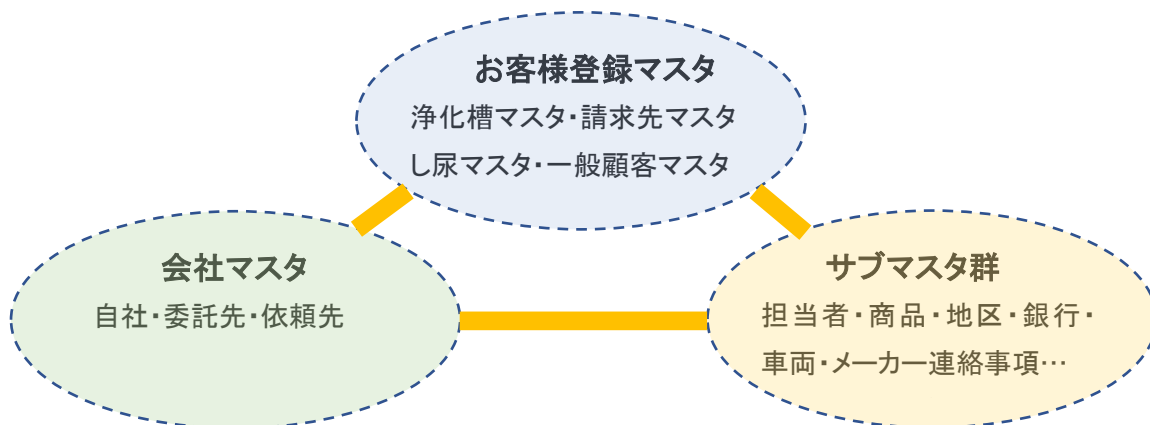 お客様登録マスタ
浄化槽マスタ・請求先マスタ
し尿マスタ・一般顧客マスタ
会社マスタ
自社・委託先・依頼先
サブマスタ群
担当者・商品・地区・銀行・
車両・メーカー連絡事項…